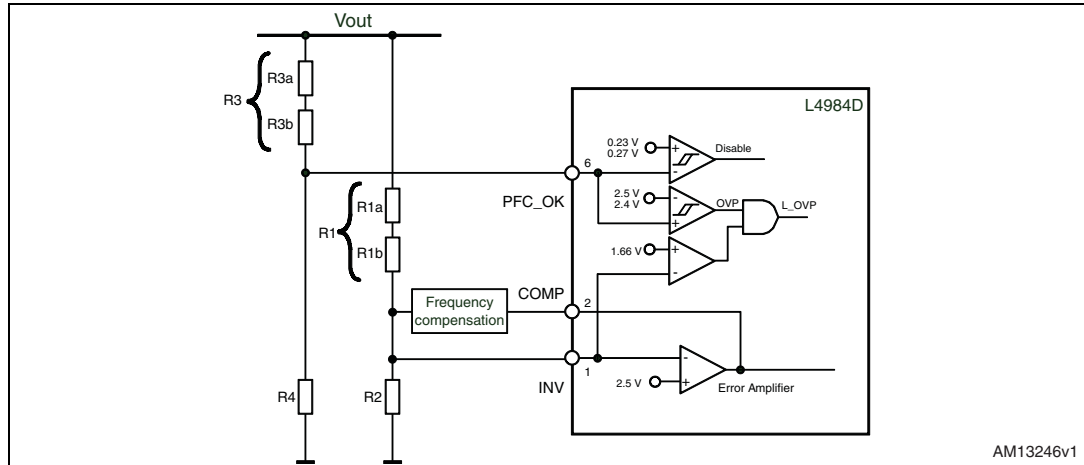 Vout
R3a
R3
R3b
L4984D
0.23 V
0.27 V
+
-
Disable
6
PFC_OK
2.5 V
2.4 V
-
+
OVP
L_OVP
R1a
R1
R1b
1.66 V
+
-
COMP
2
Frequency
compensation
1
INV
-
2.5 V
+
Error Amplifier
R4
R2
AM13246v1